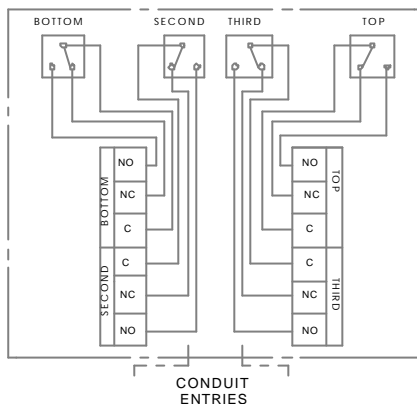 BOTTOM SECOND THIRD TOP
NO
NC
C
C
NC
NO
BOTTOM
SECOND
NO
NC
C
C
NC
NO
TOP
THIRD
CONDUIT
ENTRIES